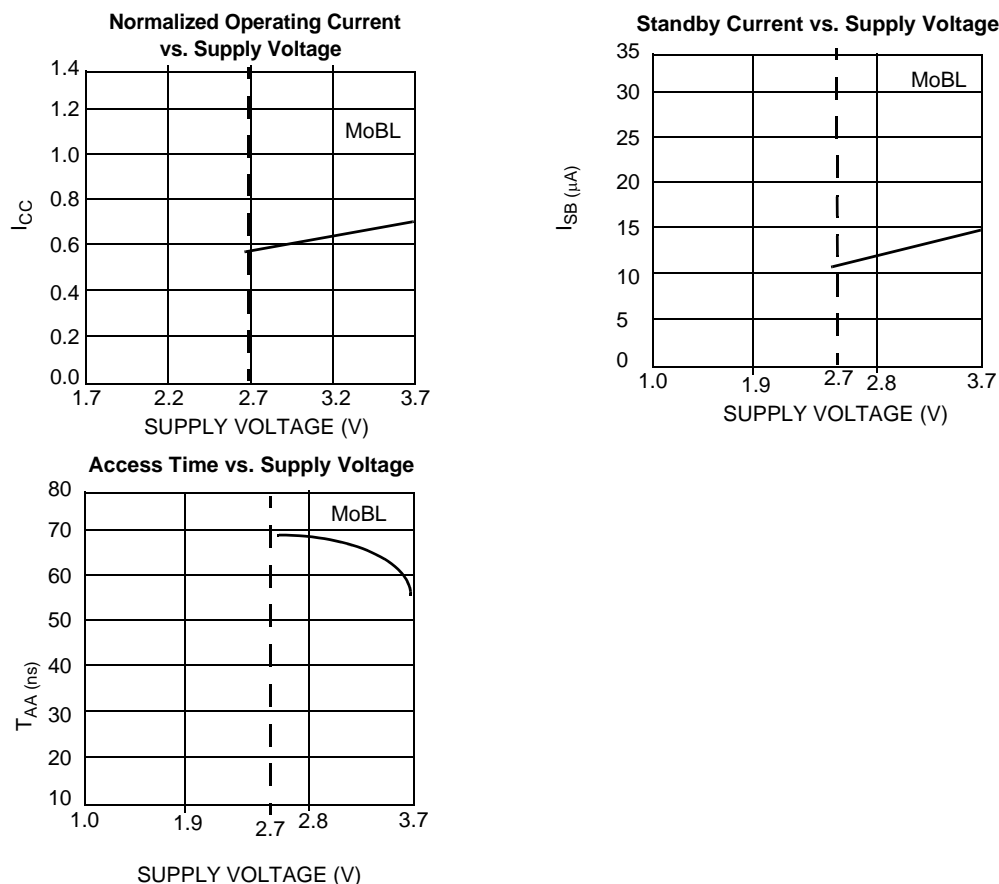 Normalized Operating Current
vs. Supply Voltage
1.4
1.2
1.0
0.8
0.6
0.4
0.2
0.0
I_CC
MoBL
1.7 2.2 2.7 3.2 3.7
SUPPLY VOLTAGE (V)
Standby Current vs. Supply Voltage
35
30
25
20
15
10
5
0
I_SB (μA)
MoBL
1.0 1.9 2.7 2.8 3.7
SUPPLY VOLTAGE (V)
Access Time vs. Supply Voltage
80
70
60
50
40
30
20
10
T_AA (ns)
MoBL
1.0 1.9 2.7 2.8 3.7
SUPPLY VOLTAGE (V)